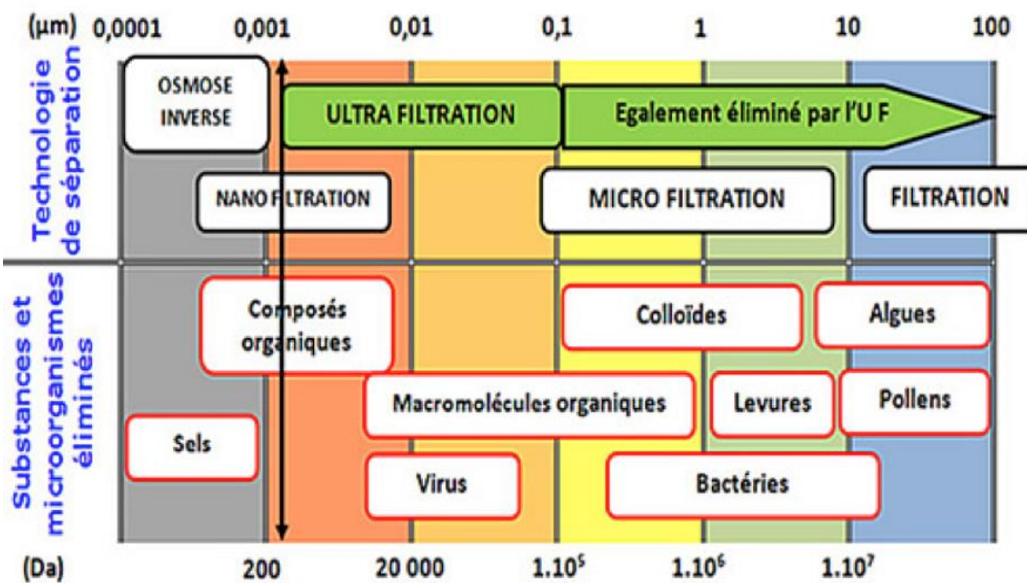 (µm) 0,0001 0,001 0,01 0,1 1 10 100
Technologie
de séparation
OSMOSE
INVERSE
ULTRA FILTRATION
Egalement éliminé par l'U F
NANO FILTRATION
MICRO FILTRATION
FILTRATION
Substances et
microorganismes
éliminés
Composés
organiques
Colloïdes
Algues
Macromolécules organiques
Levures
Pollens
Sels
Virus
Bactéries
(Da) 200 20 000 1.10⁵ 1.10⁶ 1.10⁷